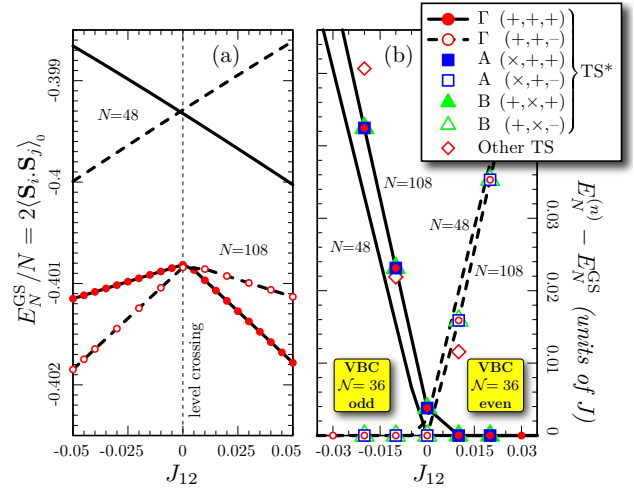 (a)
N=48
N=108
-0.399
-0.4
-0.401
-0.402
E_N^GS/N = 2⟨S_i.S_j⟩_0
level crossing
-0.05 -0.025 0 0.025 0.05
J_12
(b)
Γ (+,+,+)
Γ (+,+,–)
A (×,+,+)
A (×,+,–)
B (+,×,+)
B (+,×,–)
Other TS
TS*
N=108
N=48
N=48
N=108
VBC
𝒩= 36
odd
VBC
𝒩= 36
even
0.03
0.02
0.01
0
E_N^(n) – E_N^GS (units of J)
-0.03 -0.015 0 0.015 0.03
J_12